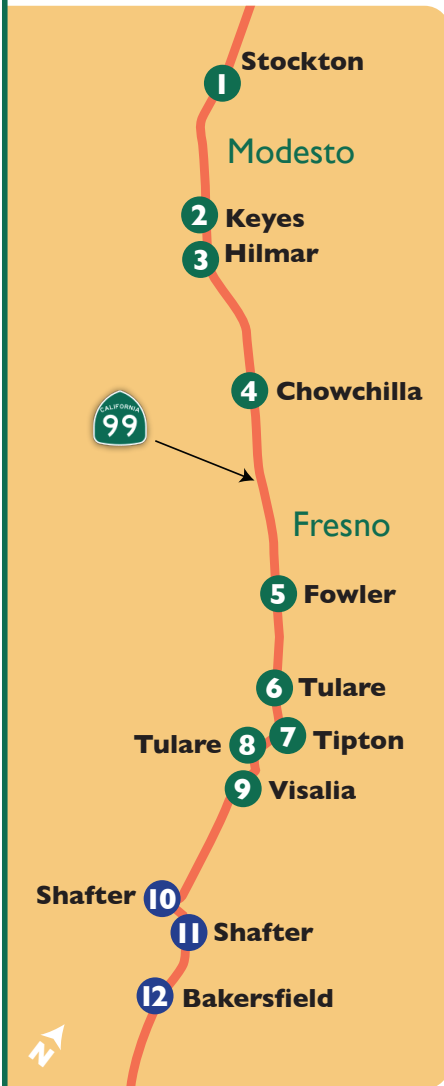 Stockton
1
Modesto
2 Keyes
3 Hilmar
4 Chowchilla
CALIFORNIA
99
Fresno
5 Fowler
6 Tulare
7 Tipton
Tulare 8
9 Visalia
Shafter 10
11 Shafter
12 Bakersfield
N